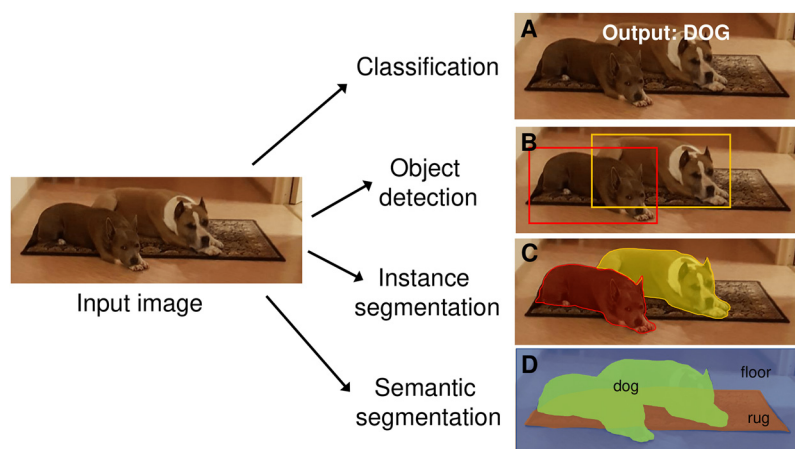 A
Output: DOG
Classification
B
Object
detection
Input image
C
Instance
segmentation
D
Semantic
segmentation
dog
floor
rug